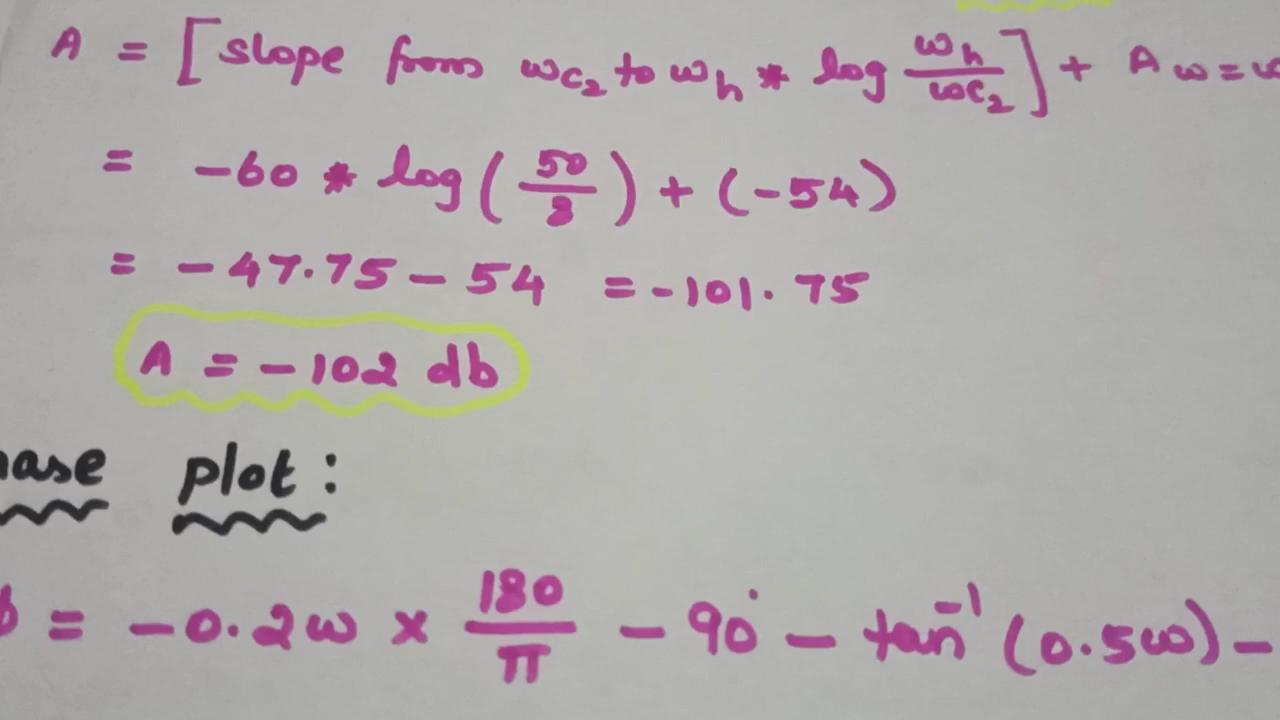 A = [slope from ωc₂ to ωh * log ωh/ωc₂] + A ω=ω
= -60 * log(50/8) + (-54)
= -47.75 - 54 = -101.75
A = -102 db
hase plot:
= -0.2ω × 180/π - 90° - tan⁻¹(0.5ω) -